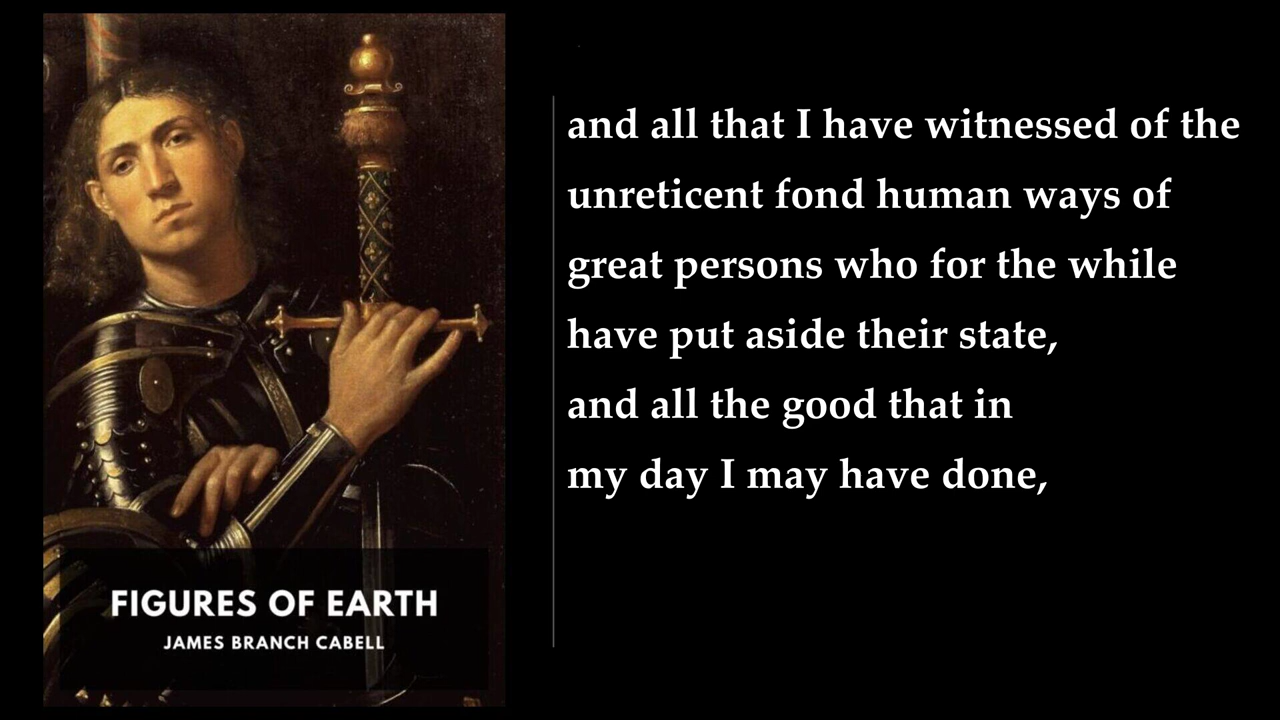 FIGURES OF EARTH
JAMES BRANCH CABELL
and all that I have witnessed of the
unreticent fond human ways of
great persons who for the while
have put aside their state,
and all the good that in
my day I may have done,